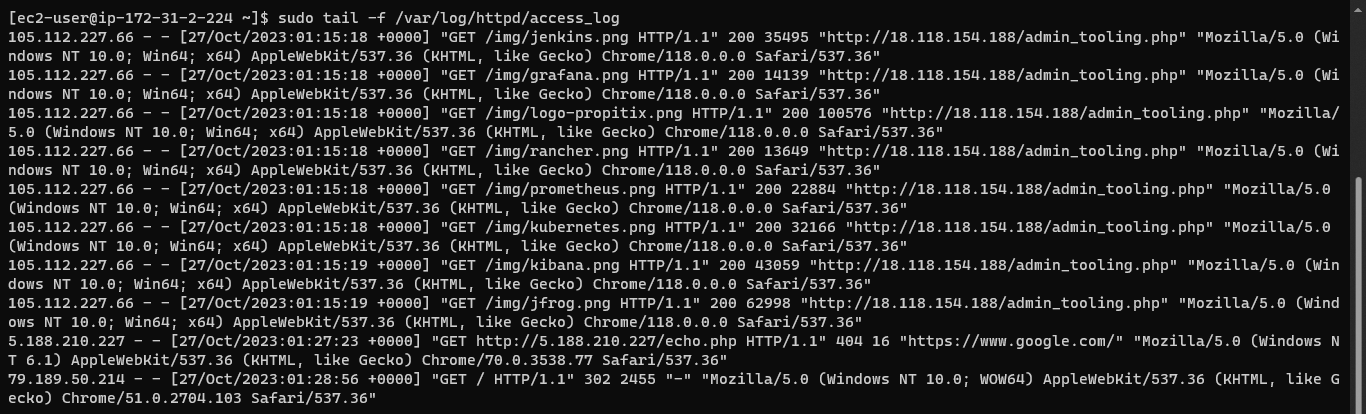 [ec2-user@ip-172-31-2-224 ~]$ sudo tail -f /var/log/httpd/access_log
105.112.227.66 - - [27/Oct/2023:01:15:18 +0000] "GET /img/jenkins.png HTTP/1.1" 200 35495 "http://18.118.154.188/admin_tooling.php" "Mozilla/5.0 (Wi
ndows NT 10.0; Win64; x64) AppleWebKit/537.36 (KHTML, like Gecko) Chrome/118.0.0.0 Safari/537.36"
105.112.227.66 - - [27/Oct/2023:01:15:18 +0000] "GET /img/grafana.png HTTP/1.1" 200 14139 "http://18.118.154.188/admin_tooling.php" "Mozilla/5.0 (Wi
ndows NT 10.0; Win64; x64) AppleWebKit/537.36 (KHTML, like Gecko) Chrome/118.0.0.0 Safari/537.36"
105.112.227.66 - - [27/Oct/2023:01:15:18 +0000] "GET /img/logo-propitix.png HTTP/1.1" 200 100576 "http://18.118.154.188/admin_tooling.php" "Mozilla/
5.0 (Windows NT 10.0; Win64; x64) AppleWebKit/537.36 (KHTML, like Gecko) Chrome/118.0.0.0 Safari/537.36"
105.112.227.66 - - [27/Oct/2023:01:15:18 +0000] "GET /img/rancher.png HTTP/1.1" 200 13649 "http://18.118.154.188/admin_tooling.php" "Mozilla/5.0 (Wi
ndows NT 10.0; Win64; x64) AppleWebKit/537.36 (KHTML, like Gecko) Chrome/118.0.0.0 Safari/537.36"
105.112.227.66 - - [27/Oct/2023:01:15:18 +0000] "GET /img/prometheus.png HTTP/1.1" 200 22884 "http://18.118.154.188/admin_tooling.php" "Mozilla/5.0
(Windows NT 10.0; Win64; x64) AppleWebKit/537.36 (KHTML, like Gecko) Chrome/118.0.0.0 Safari/537.36"
105.112.227.66 - - [27/Oct/2023:01:15:18 +0000] "GET /img/kubernetes.png HTTP/1.1" 200 32166 "http://18.118.154.188/admin_tooling.php" "Mozilla/5.0
(Windows NT 10.0; Win64; x64) AppleWebKit/537.36 (KHTML, like Gecko) Chrome/118.0.0.0 Safari/537.36"
105.112.227.66 - - [27/Oct/2023:01:15:19 +0000] "GET /img/kibana.png HTTP/1.1" 200 43059 "http://18.118.154.188/admin_tooling.php" "Mozilla/5.0 (Win
dows NT 10.0; Win64; x64) AppleWebKit/537.36 (KHTML, like Gecko) Chrome/118.0.0.0 Safari/537.36"
105.112.227.66 - - [27/Oct/2023:01:15:19 +0000] "GET /img/jfrog.png HTTP/1.1" 200 62998 "http://18.118.154.188/admin_tooling.php" "Mozilla/5.0 (Wind
ows NT 10.0; Win64; x64) AppleWebKit/537.36 (KHTML, like Gecko) Chrome/118.0.0.0 Safari/537.36"
5.188.210.227 - - [27/Oct/2023:01:27:23 +0000] "GET http://5.188.210.227/echo.php HTTP/1.1" 404 16 "https://www.google.com/" "Mozilla/5.0 (Windows N
T 6.1) AppleWebKit/537.36 (KHTML, like Gecko) Chrome/70.0.3538.77 Safari/537.36"
79.189.50.214 - - [27/Oct/2023:01:28:56 +0000] "GET / HTTP/1.1" 302 2455 "-" "Mozilla/5.0 (Windows NT 10.0; WOW64) AppleWebKit/537.36 (KHTML, like G
ecko) Chrome/51.0.2704.103 Safari/537.36"